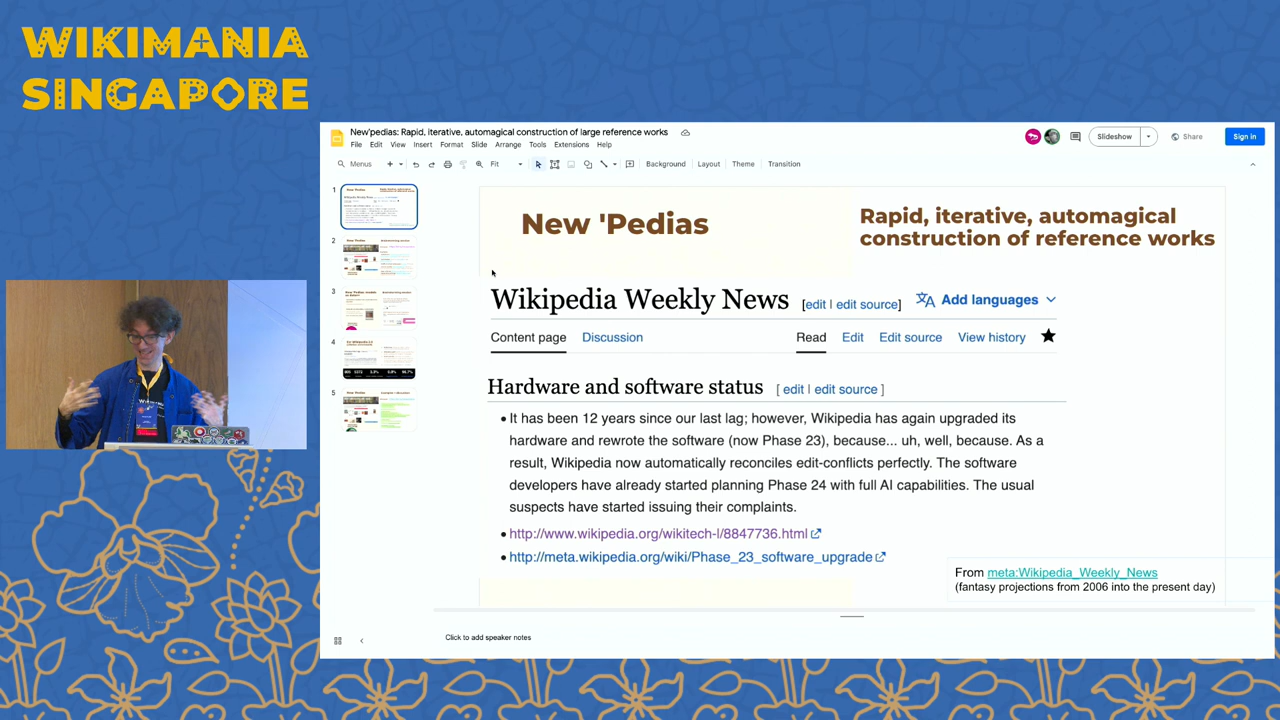 WIKIMANIA
SINGAPORE
New'pedias: Rapid, iterative, automagical construction of large reference works
File Edit View Insert Format Slide Arrange Tools Extensions Help
Slideshow
Share
Sign in
Menus
Fit
Background Layout Theme Transition
1
2
3
4
5
New 'Pedias
Rapid, iterative, automagical
construction of reference works
Wikipedia Weekly News [edit | edit source] Add languages
Content page Discussion Read Edit Edit source View history
Hardware and software status [ edit | edit source ]
• It has been 12 years since our last lag; however, Wikipedia has again upgraded its
hardware and rewrote the software (now Phase 23), because... uh, well, because. As a
result, Wikipedia now automatically reconciles edit-conflicts perfectly. The software
developers have already started planning Phase 24 with full AI capabilities. The usual
suspects have started issuing their complaints.
• http://www.wikipedia.org/wikitech-l/8847736.html
• http://meta.wikipedia.org/wiki/Phase_23_software_upgrade
From meta:Wikipedia_Weekly_News
(fantasy projections from 2006 into the present day)
Click to add speaker notes